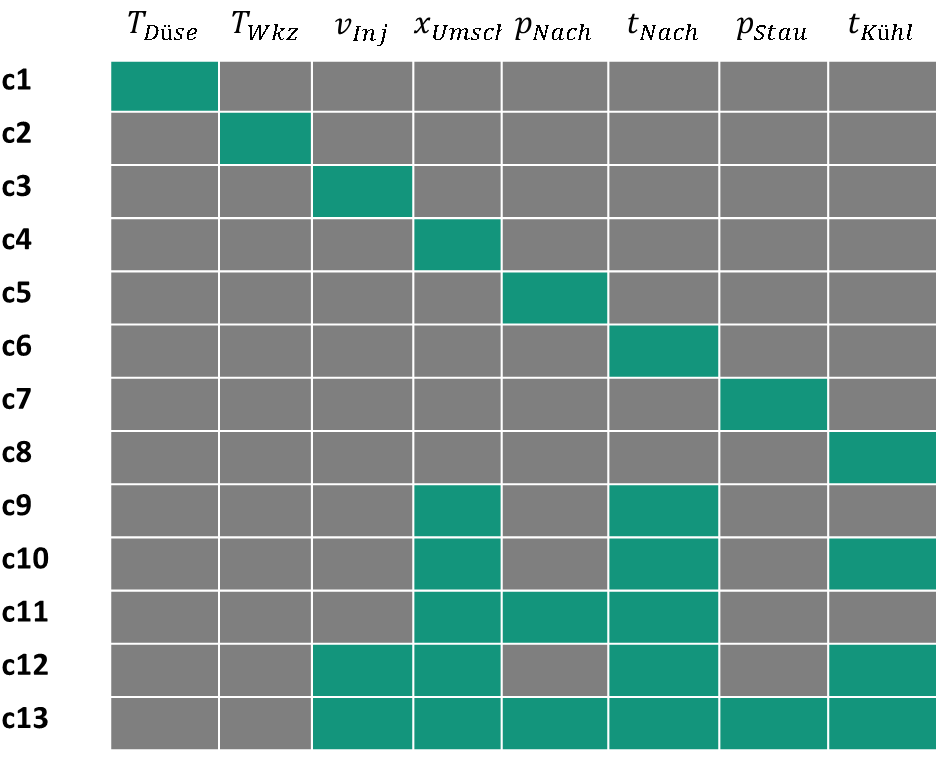 T_Düse T_Wkz v_Inj x_Umsch p_Nach t_Nach p_Stau t_Kühl
c1
c2
c3
c4
c5
c6
c7
c8
c9
c10
c11
c12
c13